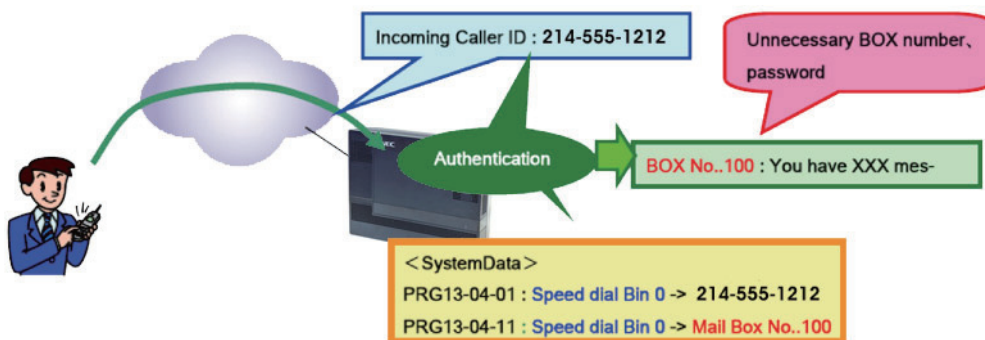 Incoming Caller ID : 214-555-1212
Unnecessary BOX number、
password
NEC
Authentication
BOX No..100 : You have XXX mes-
＜SystemData＞
PRG13-04-01 : Speed dial Bin 0 -> 214-555-1212
PRG13-04-11 : Speed dial Bin 0 -> Mail Box No..100